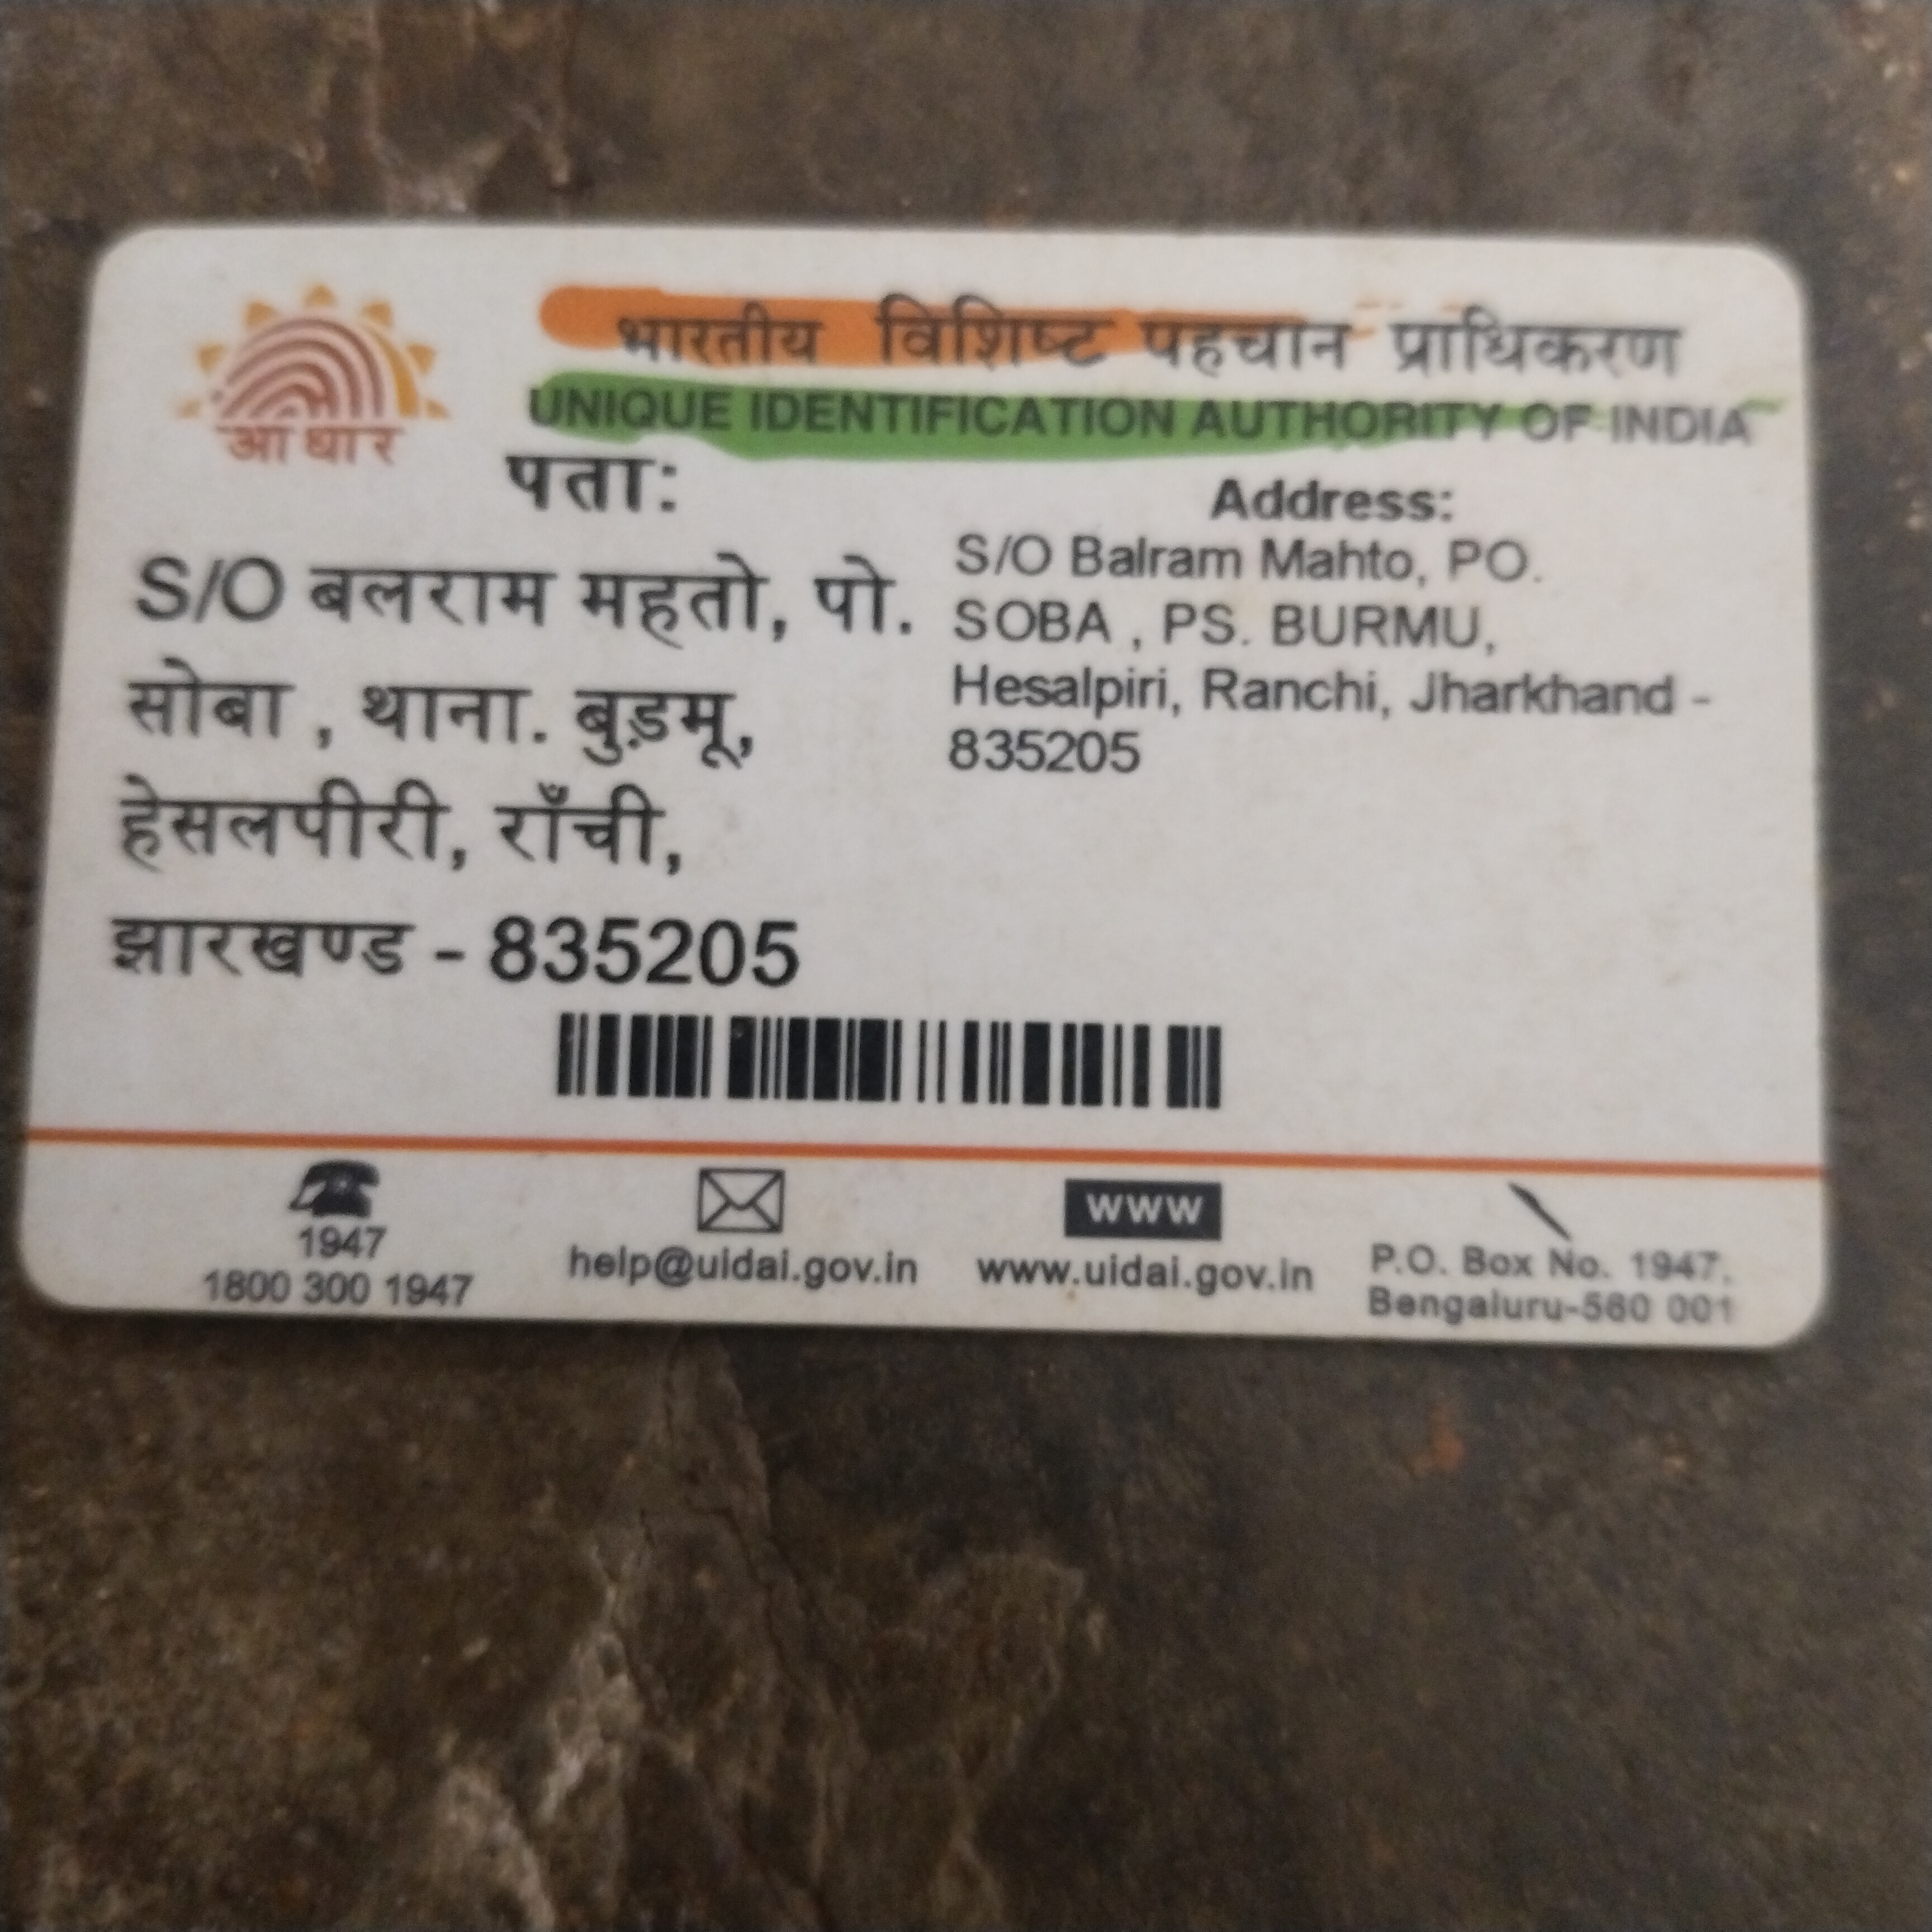 भारतीय विशिष्ट पहचान प्राधिकरण
UNIQUE IDENTIFICATION AUTHORITY OF INDIA
आधार
पता:
S/O बलराम महतो, पो.
सोबा , थाना. बुड़मू,
हेसलपीरी, राँची,
झारखण्ड - 835205
Address:
S/O Balram Mahto, PO.
SOBA , PS. BURMU,
Hesalpiri, Ranchi, Jharkhand -
835205
1947
1800 300 1947
help@uidai.gov.in
www
www.uidai.gov.in
P.O. Box No. 1947,
Bengaluru-560 001